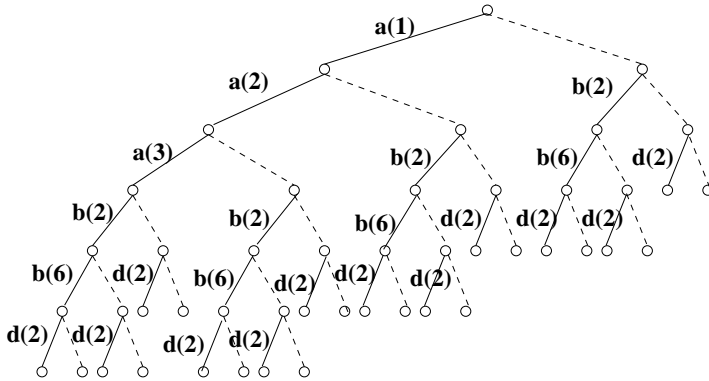 a(1)
a(2) b(2)
a(3) b(2) b(6) d(2)
b(2) b(2) b(6) d(2) d(2) d(2)
b(6) d(2) b(6) d(2) d(2) d(2)
d(2) d(2) d(2) d(2)